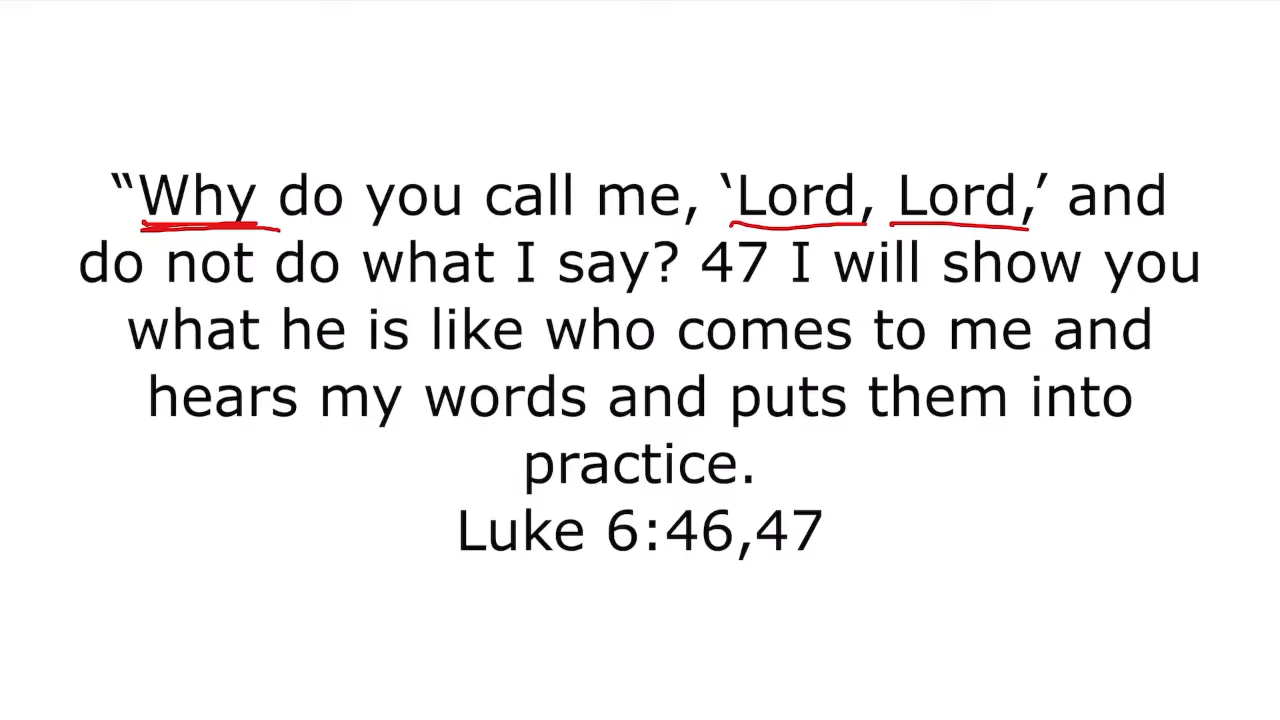 “Why do you call me, ‘Lord, Lord,’ and
do not do what I say? 47 I will show you
what he is like who comes to me and
hears my words and puts them into
practice.
Luke 6:46,47